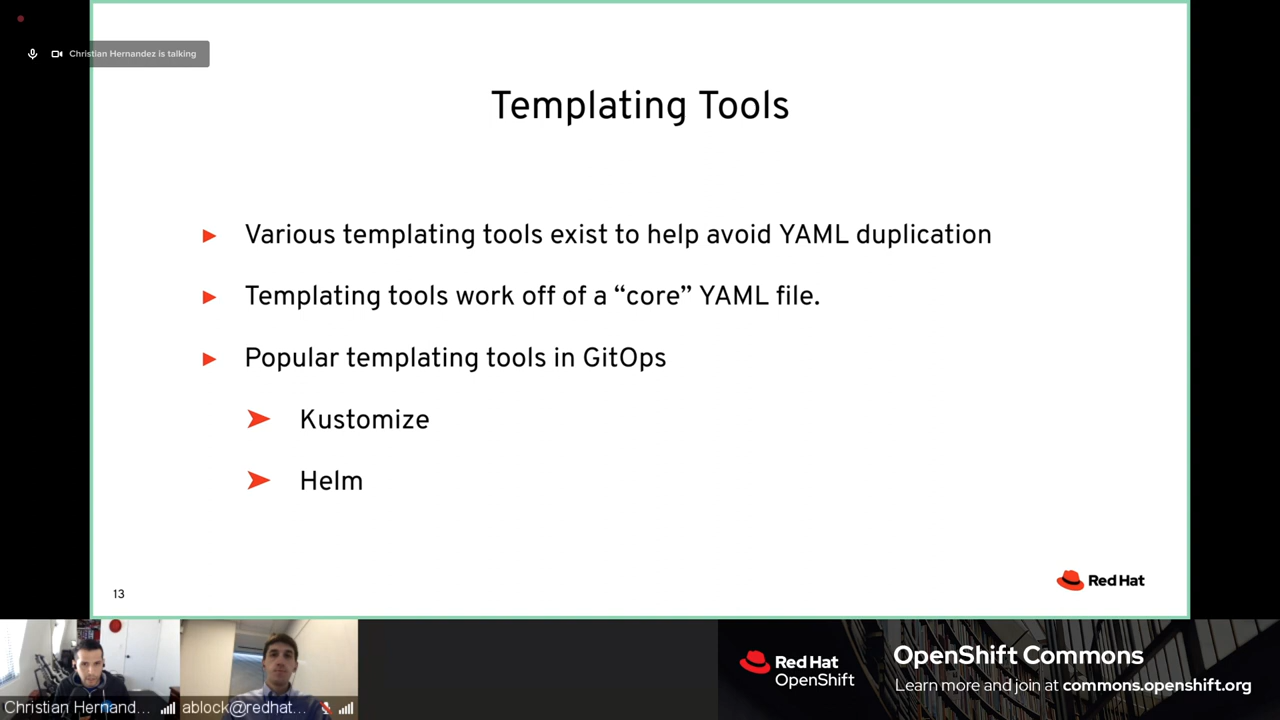 Christian Hernandez is talking
Templating Tools
Various templating tools exist to help avoid YAML duplication
Templating tools work off of a “core” YAML file.
Popular templating tools in GitOps
Kustomize
Helm
13
Red Hat
Christian Hernand...
ablock@redhat...
Red Hat
OpenShift
OpenShift Commons
Learn more and join at commons.openshift.org